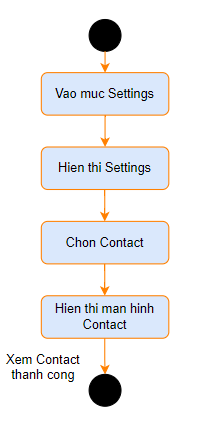 Vao muc Settings
Hien thi Settings
Chon Contact
Hien thi man hinh
Contact
Xem Contact
thanh cong